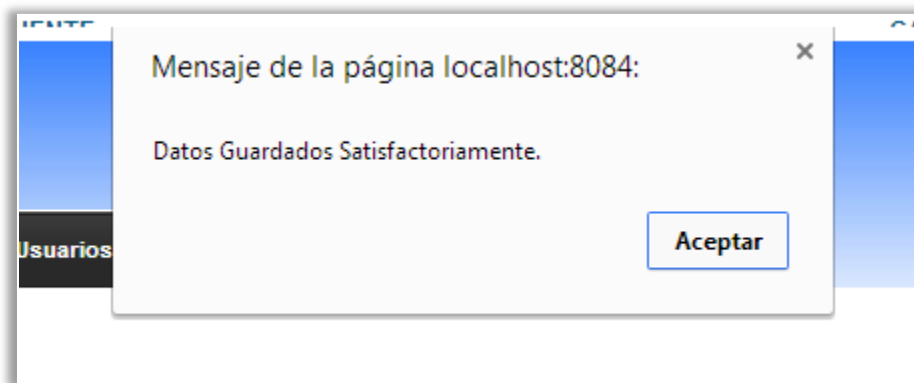 Mensaje de la página localhost:8084:
Datos Guardados Satisfactoriamente.
Aceptar
Usuarios